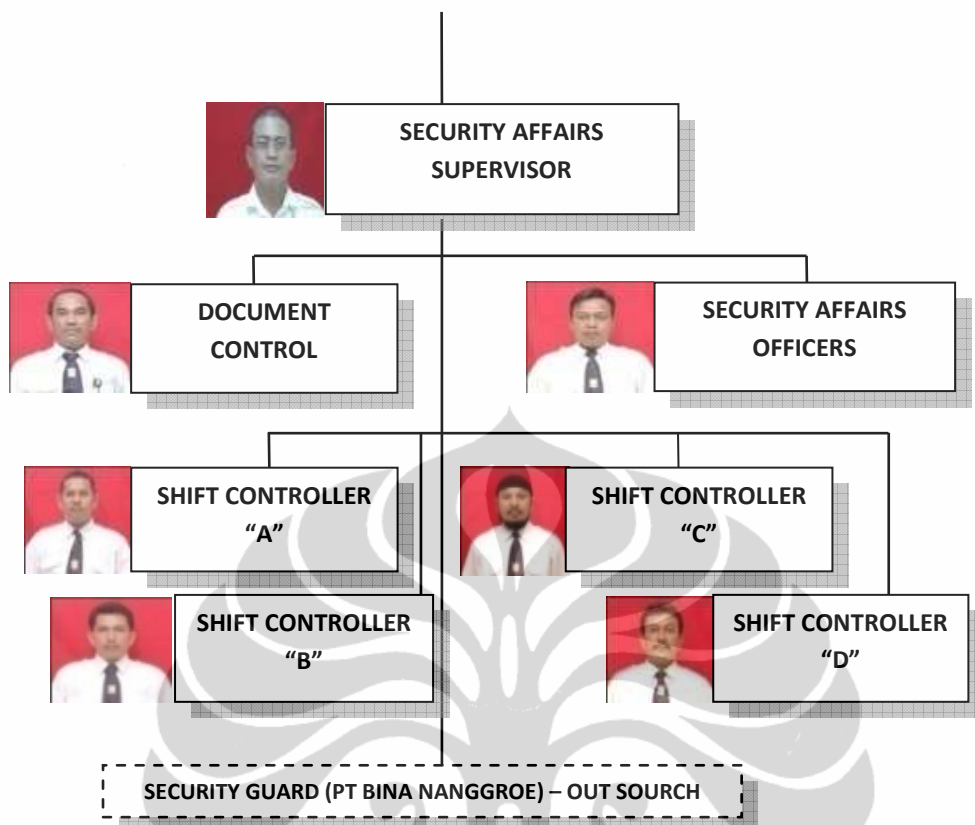 SECURITY AFFAIRS
SUPERVISOR
DOCUMENT
CONTROL
SECURITY AFFAIRS
OFFICERS
SHIFT CONTROLLER
“A”
SHIFT CONTROLLER
“C”
SHIFT CONTROLLER
“B”
SHIFT CONTROLLER
“D”
SECURITY GUARD (PT BINA NANGGROE) – OUT SOURCH